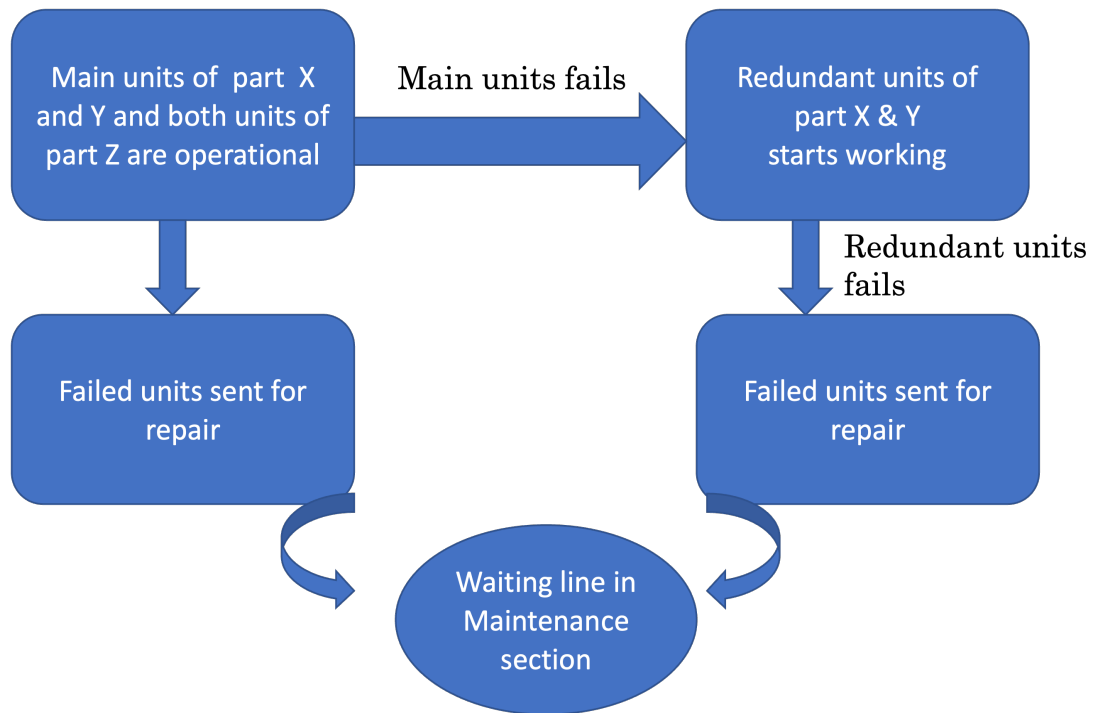 Main units of part X
and Y and both units of
part Z are operational
Main units fails
Redundant units of
part X & Y
starts working
Redundant units
fails
Failed units sent for
repair
Failed units sent for
repair
Waiting line in
Maintenance
section